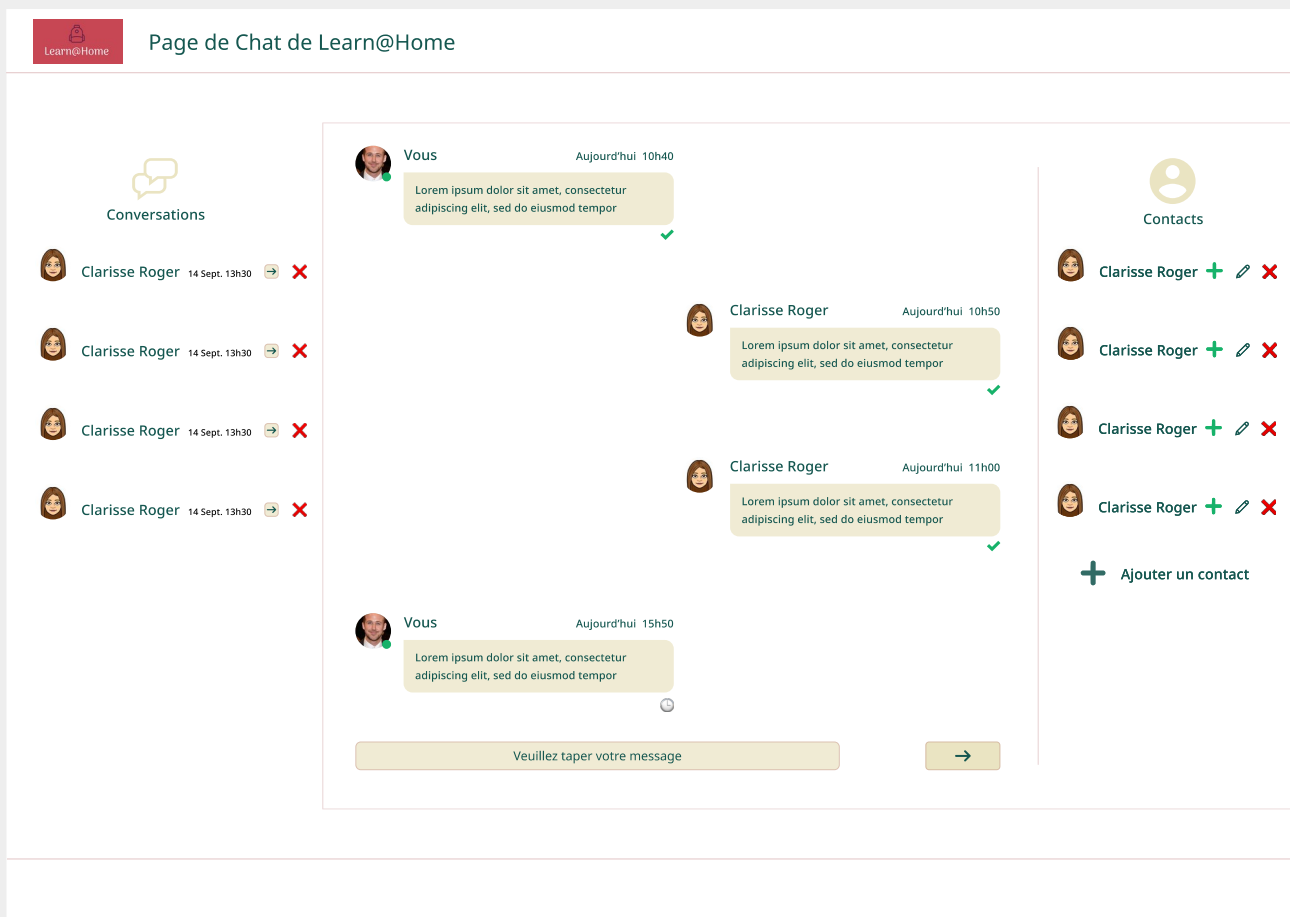 Learn@Home
Page de Chat de Learn@Home
Conversations
Clarisse Roger 14 Sept. 13h30
Clarisse Roger 14 Sept. 13h30
Clarisse Roger 14 Sept. 13h30
Clarisse Roger 14 Sept. 13h30
Vous Aujourd'hui 10h40
Lorem ipsum dolor sit amet, consectetur
adipiscing elit, sed do eiusmod tempor
Clarisse Roger Aujourd'hui 10h50
Lorem ipsum dolor sit amet, consectetur
adipiscing elit, sed do eiusmod tempor
Clarisse Roger Aujourd'hui 11h00
Lorem ipsum dolor sit amet, consectetur
adipiscing elit, sed do eiusmod tempor
Vous Aujourd'hui 15h50
Lorem ipsum dolor sit amet, consectetur
adipiscing elit, sed do eiusmod tempor
Veuillez taper votre message
Contacts
Clarisse Roger
Clarisse Roger
Clarisse Roger
Clarisse Roger
Ajouter un contact